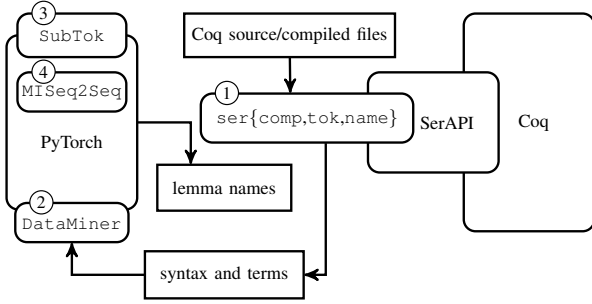 3
SubTok
4
MISeq2Seq
PyTorch
2
DataMiner
Coq source/compiled files
1
ser{comp,tok,name}
SerAPI
Coq
lemma names
syntax and terms